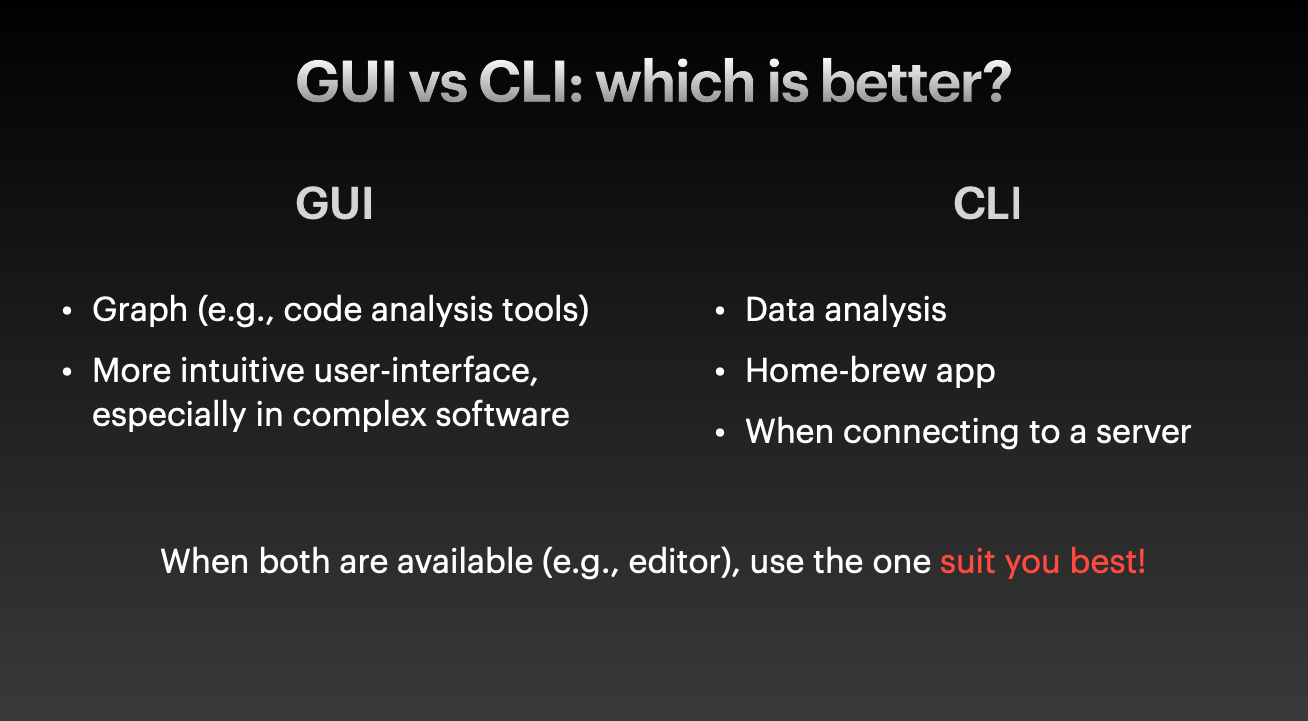 GUI vs CLI: which is better?
GUI
• Graph (e.g., code analysis tools)
• More intuitive user-interface,
especially in complex software
CLI
• Data analysis
• Home-brew app
• When connecting to a server
When both are available (e.g., editor), use the one suit you best!